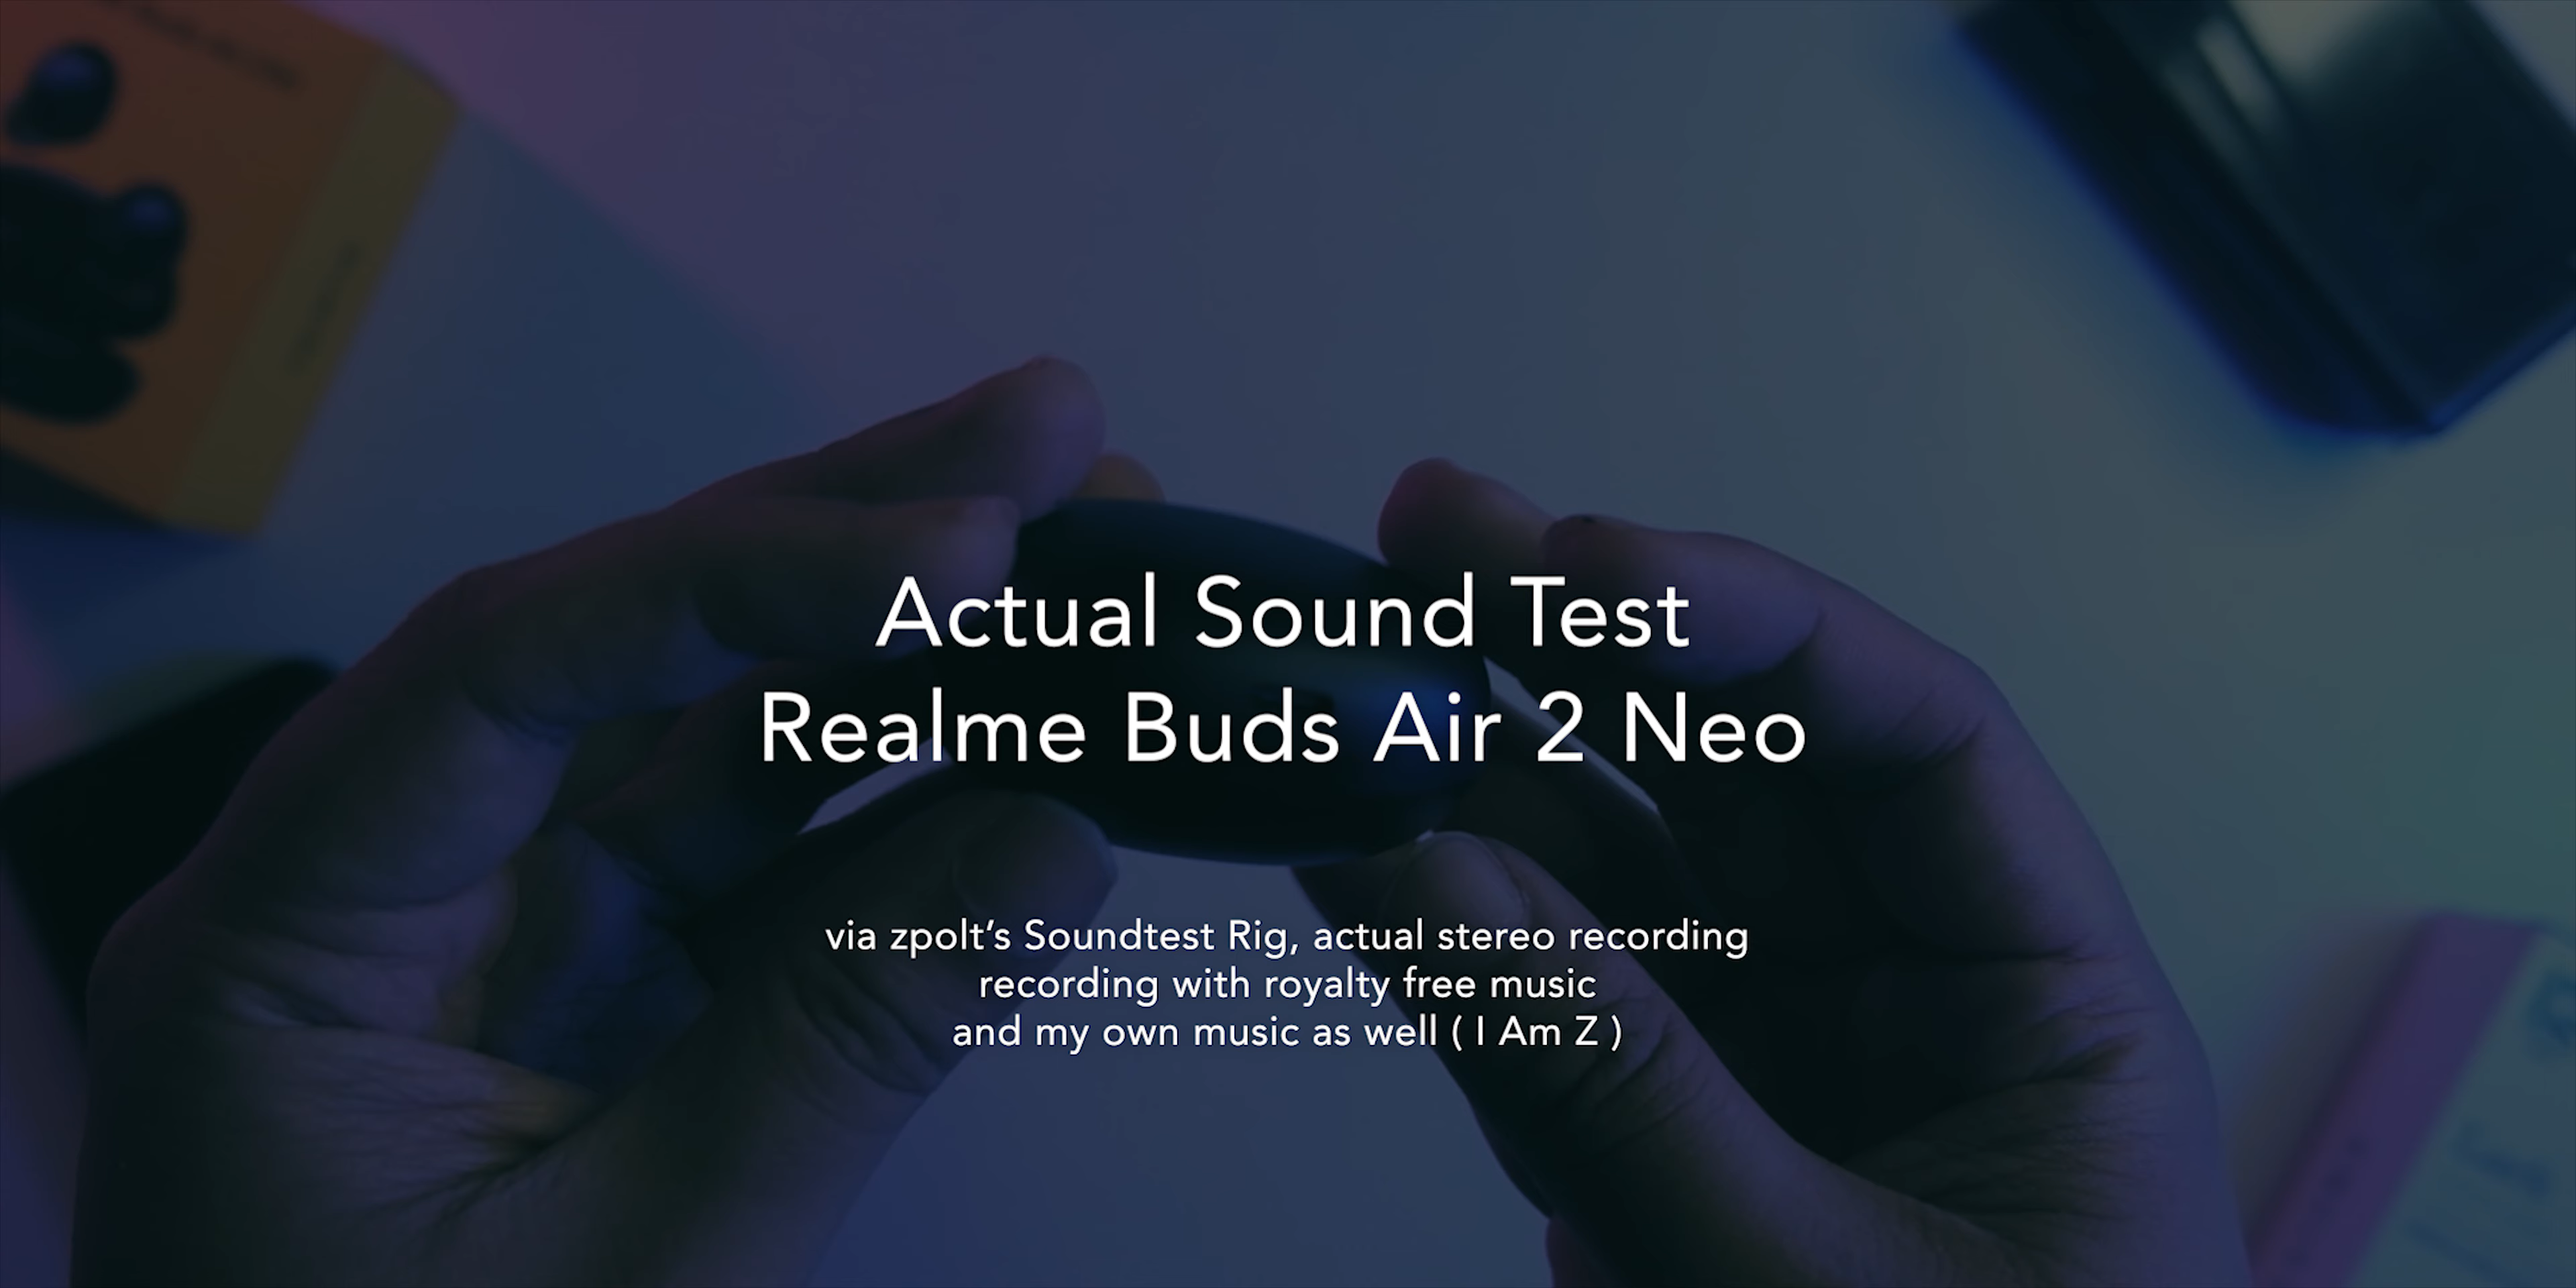 Actual Sound Test
Realme Buds Air 2 Neo
via zpolt’s Soundtest Rig, actual stereo recording
recording with royalty free music
and my own music as well ( I Am Z )